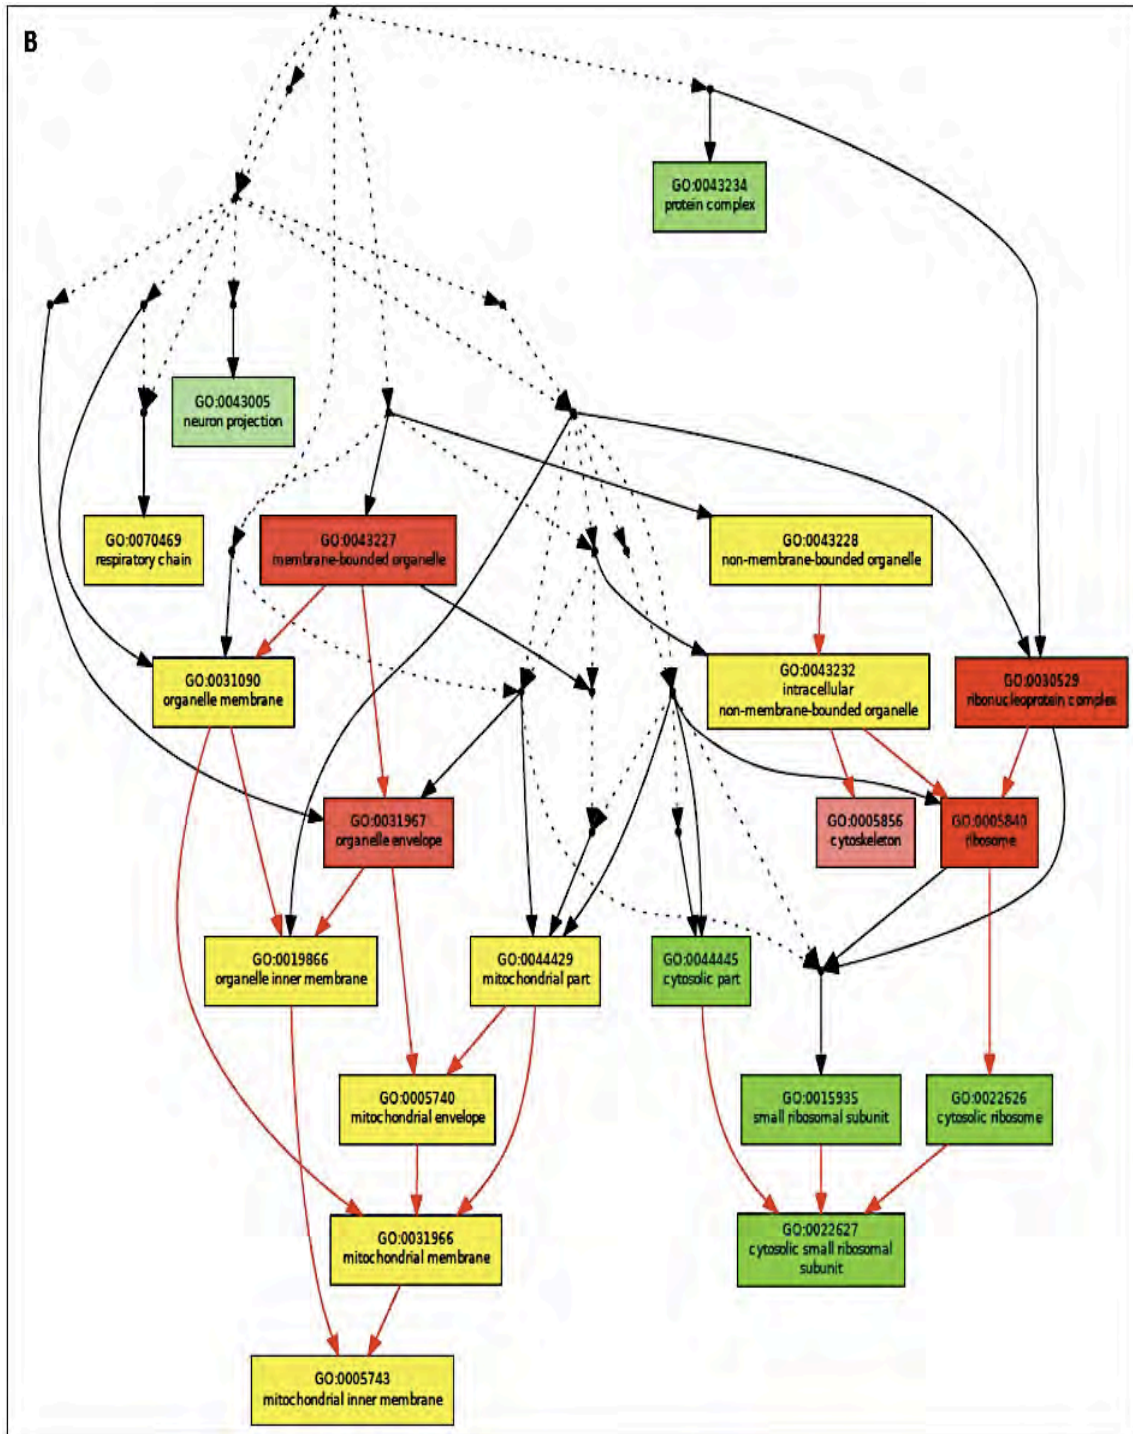 B
GO:0043234
protein complex
GO:0043005
neuron projection
GO:0070469
respiratory chain
GO:0043227
membrane-bounded organelle
GO:0043228
non-membrane-bounded organelle
GO:0031090
organelle membrane
GO:0043232
intracellular
non-membrane-bounded organelle
GO:0030529
ribonucleoprotein complex
GO:0031967
organelle envelope
GO:0005856
cytoskeleton
GO:0005840
ribosome
GO:0019866
organelle inner membrane
GO:0044429
mitochondrial part
GO:0044445
cytosolic part
GO:0005740
mitochondrial envelope
GO:0015935
small ribosomal subunit
GO:0022626
cytosolic ribosome
GO:0031966
mitochondrial membrane
GO:0022627
cytosolic small ribosomal
subunit
GO:0005743
mitochondrial inner membrane